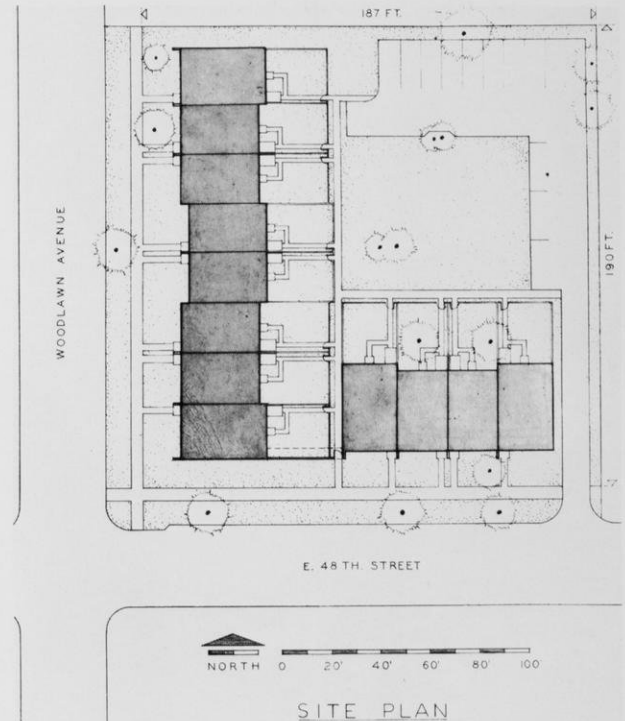 187 FT.
WOODLAWN AVENUE
190 FT.
E. 48 TH. STREET
NORTH 0 20' 40' 60' 80' 100'
SITE PLAN